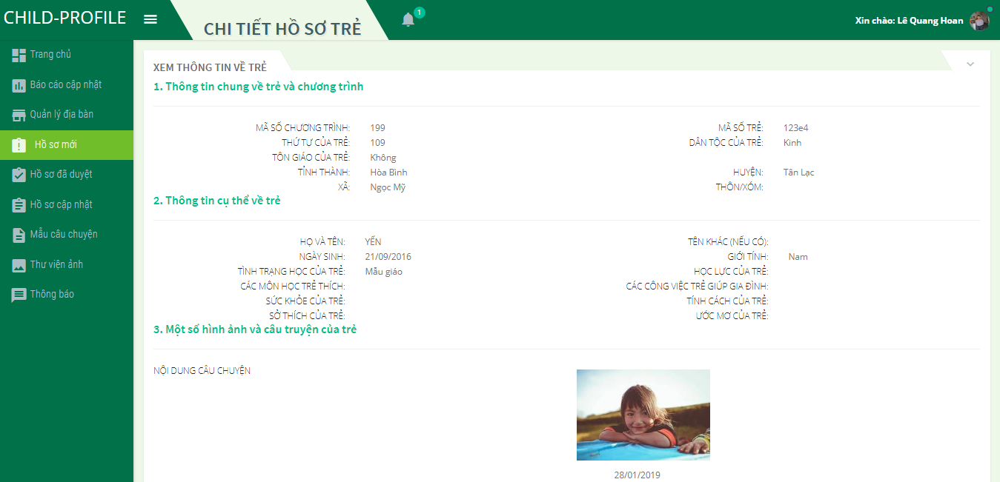 CHILD-PROFILE
CHI TIẾT HỒ SƠ TRẺ
1
Xin chào: Lê Quang Hoan
Trang chủ
Báo cáo cập nhật
Quản lý địa bàn
Hồ sơ mới
Hồ sơ đã duyệt
Hồ sơ cập nhật
Mẫu câu chuyện
Thư viện ảnh
Thông báo
XEM THÔNG TIN VỀ TRẺ
1. Thông tin chung về trẻ và chương trình
MÃ SỐ CHƯƠNG TRÌNH: 199 MÃ SỐ TRẺ: 123e4
THỨ TỰ CỦA TRẺ: 109 DÂN TỘC CỦA TRẺ: Kinh
TÔN GIÁO CỦA TRẺ: Không
TỈNH THÀNH: Hòa Bình HUYỆN: Tân Lạc
XÃ: Ngọc Mỹ THÔN/XÓM:
2. Thông tin cụ thể về trẻ
HỌ VÀ TÊN: YẾN TÊN KHÁC (NẾU CÓ):
NGÀY SINH: 21/09/2016 GIỚI TÍNH: Nam
TÌNH TRẠNG HỌC CỦA TRẺ: Mẫu giáo HỌC LỰC CỦA TRẺ:
CÁC MÔN HỌC TRẺ THÍCH: CÁC CÔNG VIỆC TRẺ GIÚP GIA ĐÌNH:
SỨC KHỎE CỦA TRẺ: TÍNH CÁCH CỦA TRẺ:
SỞ THÍCH CỦA TRẺ: ƯỚC MƠ CỦA TRẺ:
3. Một số hình ảnh và câu truyện của trẻ
NỘI DUNG CÂU CHUYỆN
28/01/2019